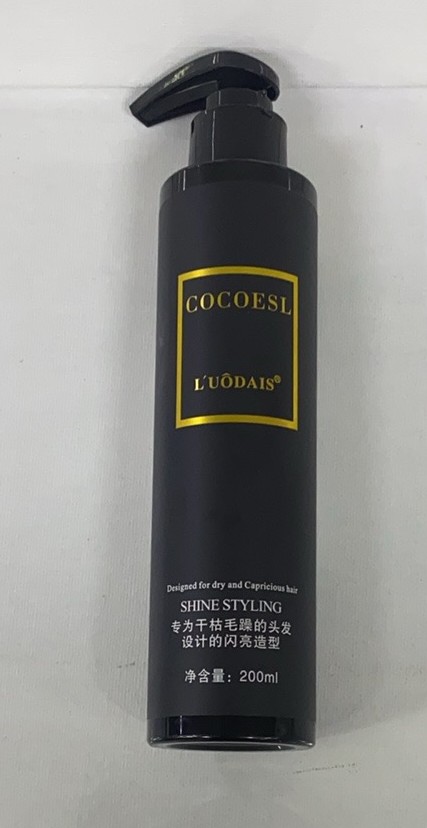 COCOESL
L'UÔDAIS®
Designed for dry and Capricious hair
SHINE STYLING
专为干枯毛躁的头发
设计的闪亮造型
净含量：200ml